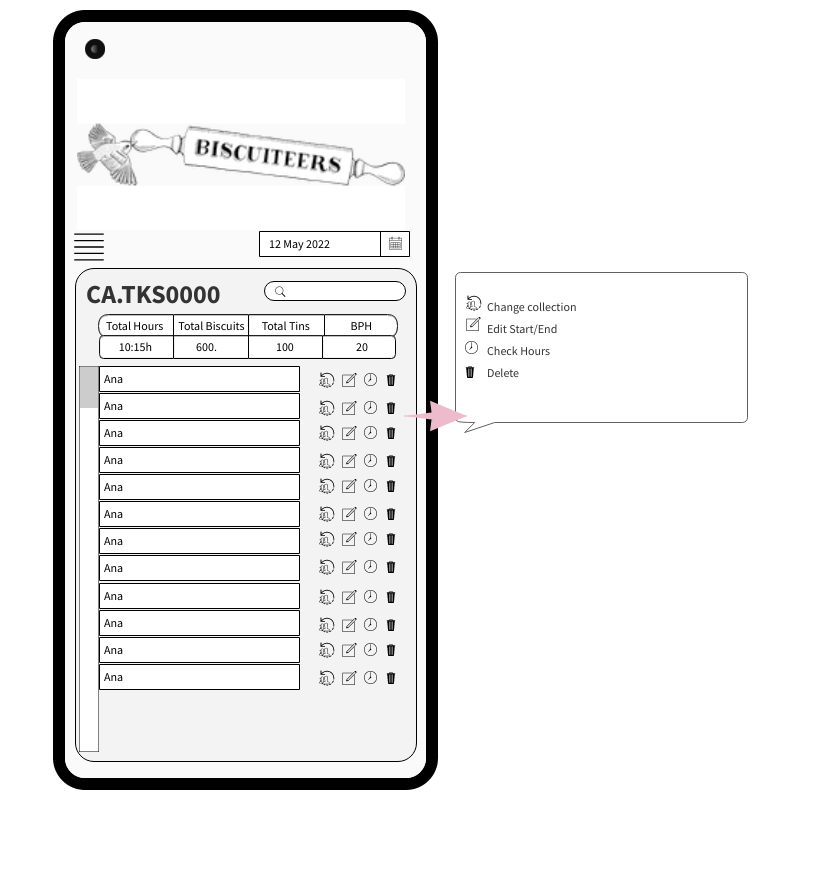 BISCUITEERS
12 May 2022
CA.TKS0000
Total Hours Total Biscuits Total Tins BPH
10:15h 600. 100 20
Ana
Ana
Ana
Ana
Ana
Ana
Ana
Ana
Ana
Ana
Ana
Ana
Change collection
Edit Start/End
Check Hours
Delete